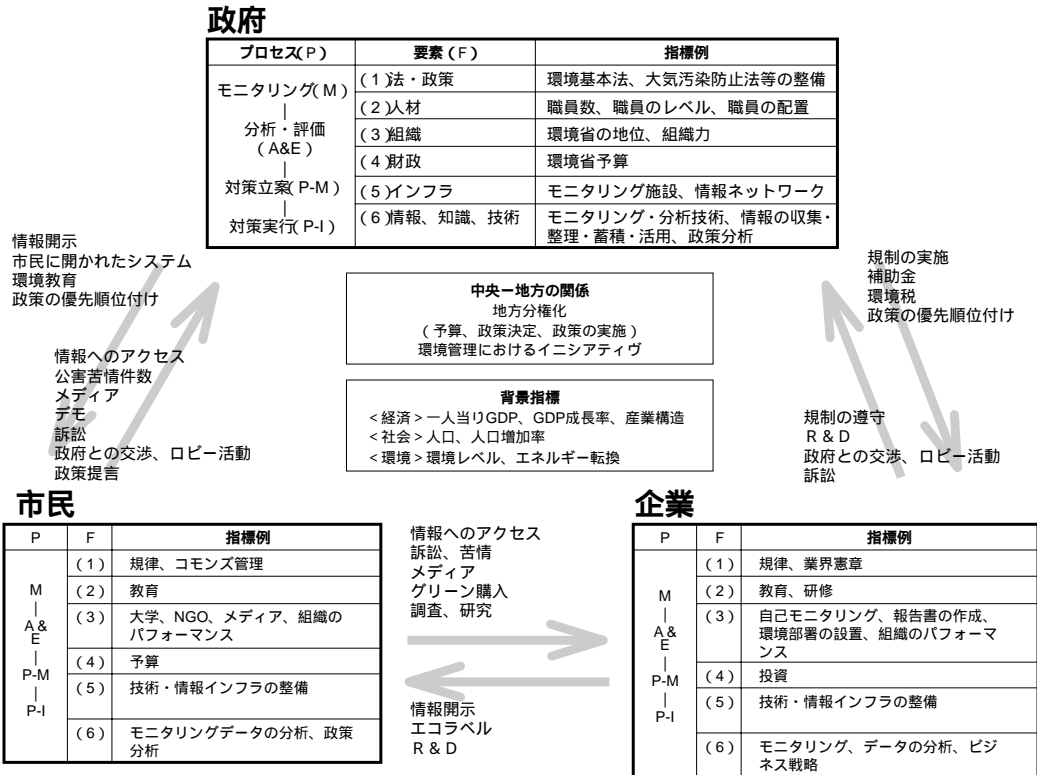 政府
プロセス(P) 要素(F) 指標例
モニタリング(M)
|
分析・評価
(A&E)
|
対策立案(P-M)
|
対策実行(P-I)
(1)法・政策 環境基本法、大気汚染防止法等の整備
(2)人材 職員数、職員のレベル、職員の配置
(3)組織 環境省の地位、組織力
(4)財政 環境省予算
(5)インフラ モニタリング施設、情報ネットワーク
(6)情報、知識、技術 モニタリング・分析技術、情報の収集・
整理・蓄積・活用、政策分析
情報開示
市民に開かれたシステム
環境教育
政策の優先順位付け
情報へのアクセス
公害苦情件数
メディア
デモ
訴訟
政府との交渉、ロビー活動
政策提言
中央ー地方の関係
地方分権化
(予算、政策決定、政策の実施)
環境管理におけるイニシアティヴ
背景指標
<経済>一人当りGDP、GDP成長率、産業構造
<社会>人口、人口増加率
<環境>環境レベル、エネルギー転換
規制の実施
補助金
環境税
政策の優先順位付け
規制の遵守
R&D
政府との交渉、ロビー活動
訴訟
市民
P F 指標例
M
|
A&
E
|
P-M
|
P-I
(1) 規律、コモンズ管理
(2) 教育
(3) 大学、NGO、メディア、組織の
パフォーマンス
(4) 予算
(5) 技術・情報インフラの整備
(6) モニタリングデータの分析、政策
分析
情報へのアクセス
訴訟、苦情
メディア
グリーン購入
調査、研究
情報開示
エコラベル
R&D
企業
P F 指標例
M
|
A&
E
|
P-M
|
P-I
(1) 規律、業界憲章
(2) 教育、研修
(3) 自己モニタリング、報告書の作成、
環境部署の設置、組織のパフォーマ
ンス
(4) 投資
(5) 技術・情報インフラの整備
(6) モニタリング、データの分析、ビジ
ネス戦略